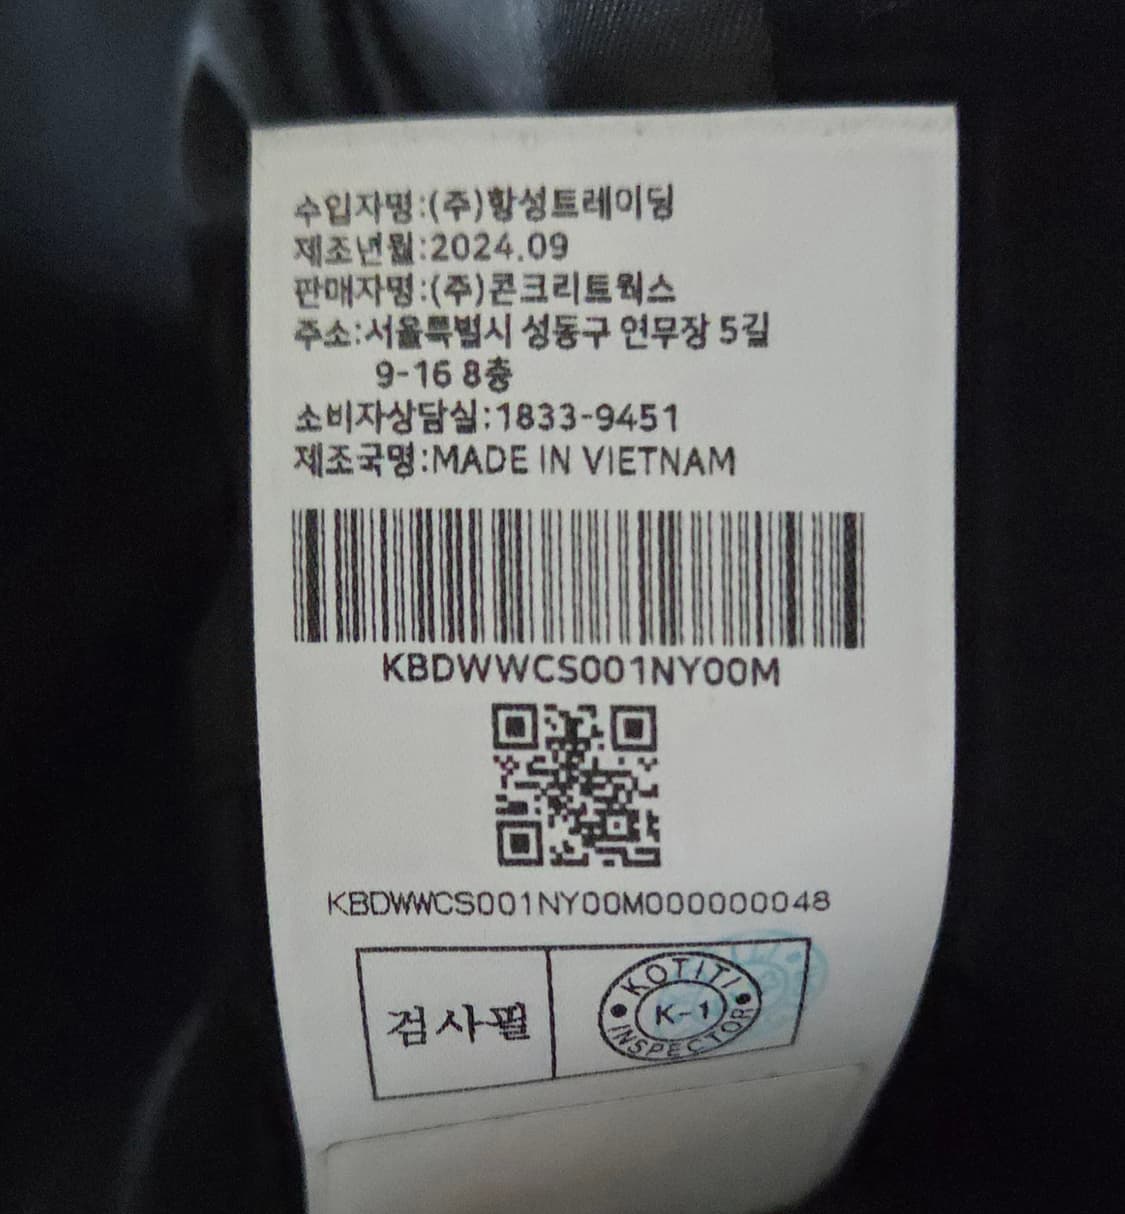 수입자명:(주)항성트레이딩
제조년월:2024.09
판매자명:(주)콘크리트웍스
주소:서울특별시 성동구 연무장 5길
9-16 8층
소비자상담실:1833-9451
제조국명:MADE IN VIETNAM
KBDWWCS001NY00M
KBDWWCS001NY00M000000048
검사필
KOTITI
K-1
INSPECTOR